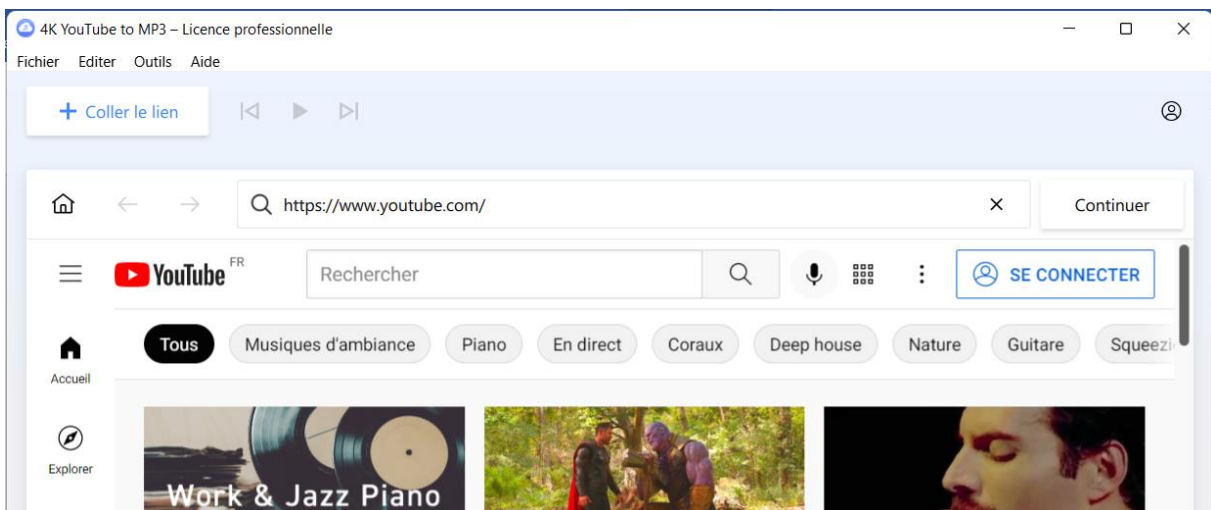 4K YouTube to MP3 – Licence professionnelle
Fichier Editer Outils Aide
Coller le lien
https://www.youtube.com/
Continuer
YouTube FR
Rechercher
SE CONNECTER
Tous Musiques d'ambiance Piano En direct Coraux Deep house Nature Guitare Squeezi
Accueil
Explorer
Work & Jazz Piano